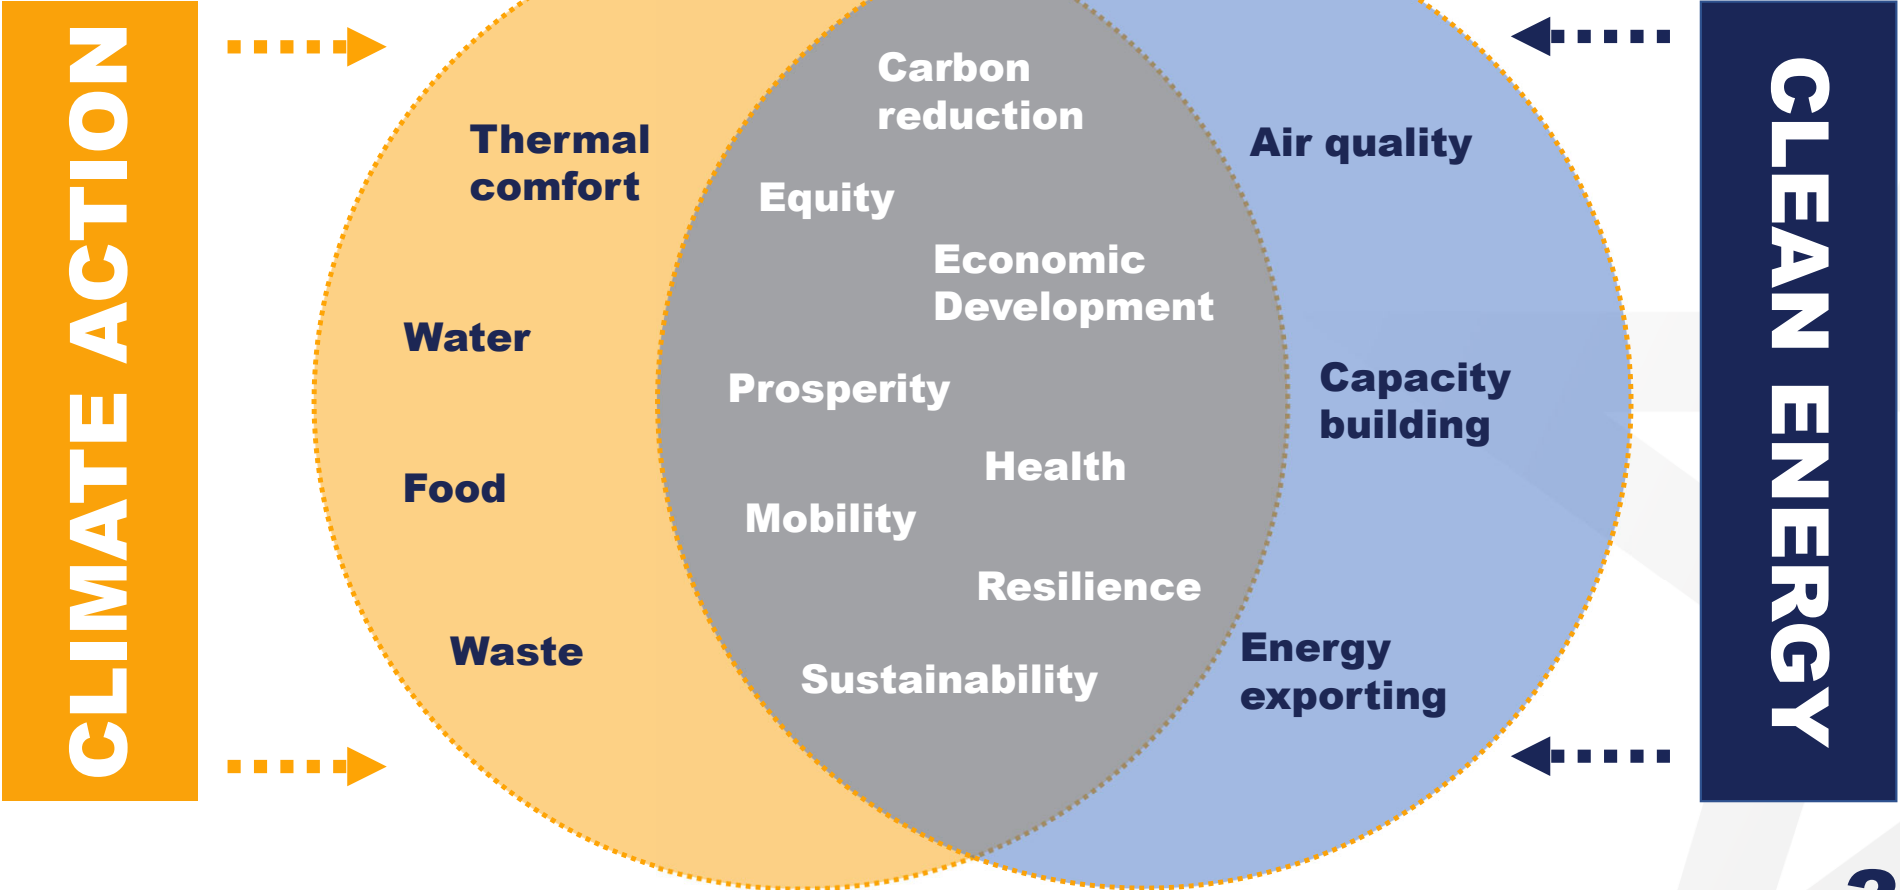 CLIMATE ACTION
Thermal
comfort
Water
Food
Waste
Carbon
reduction
Equity
Economic
Development
Prosperity
Health
Mobility
Resilience
Sustainability
Air quality
Capacity
building
Energy
exporting
CLEAN ENERGY